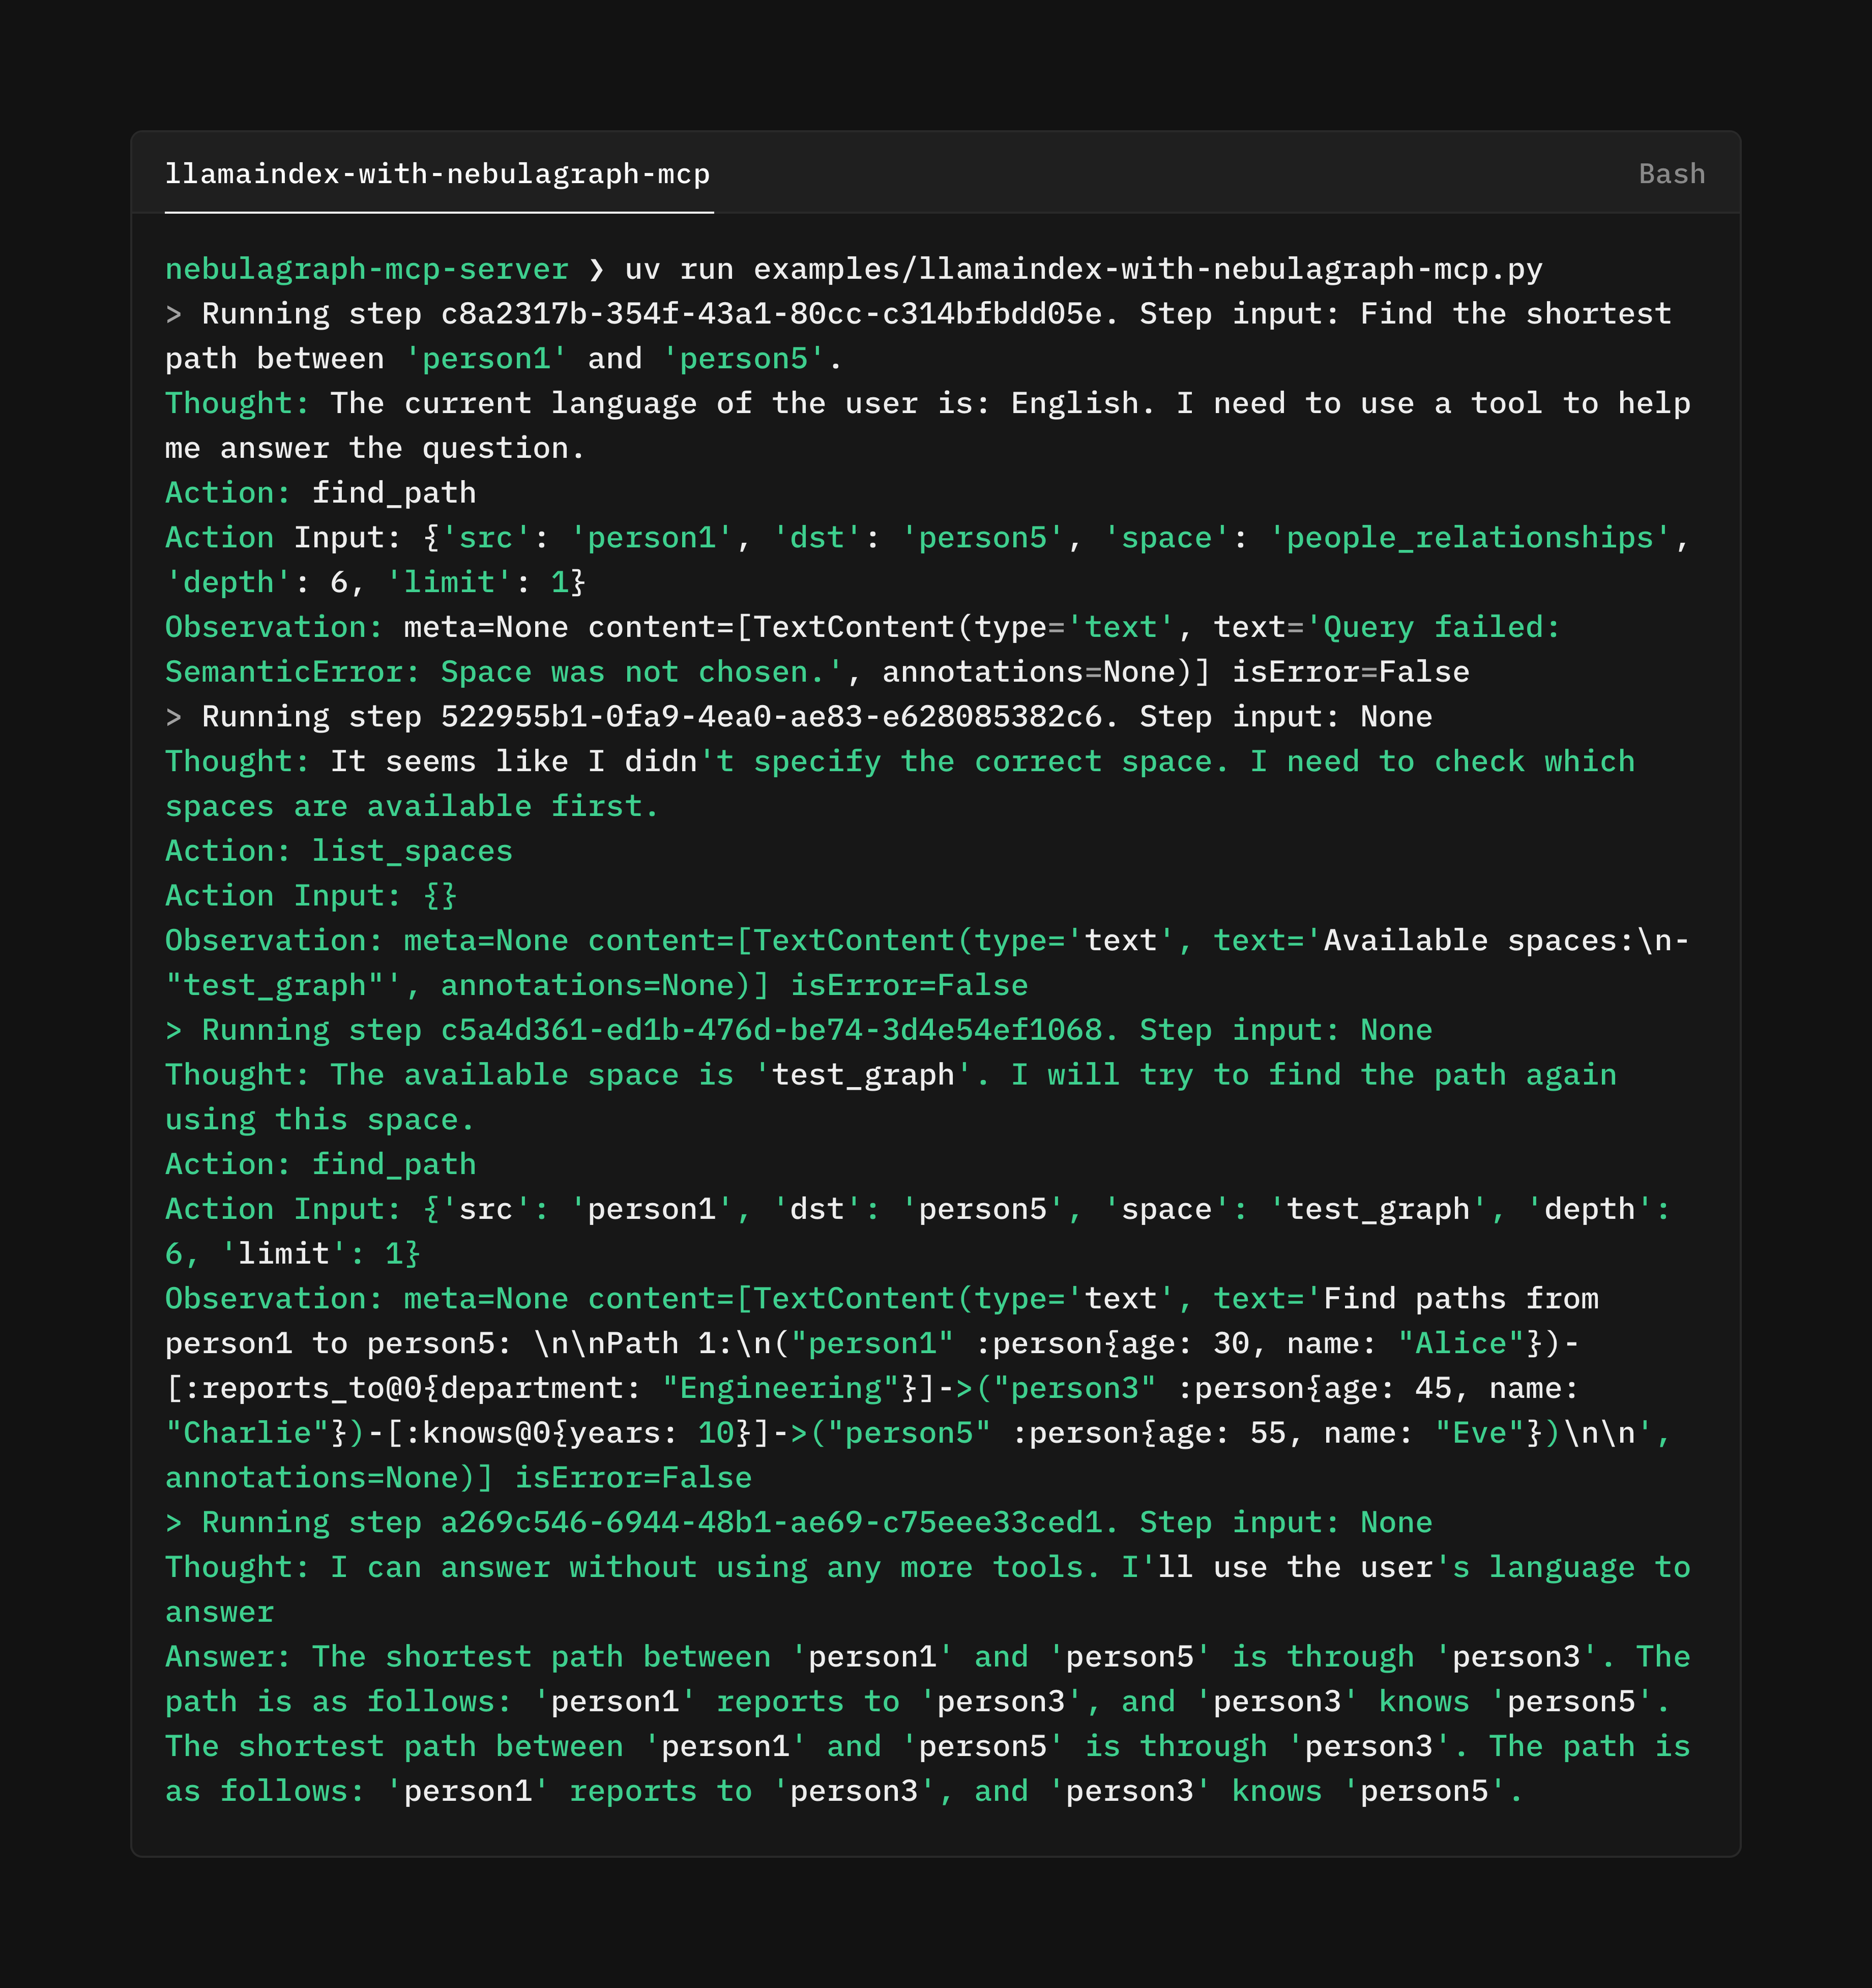 llamaindex-with-nebulagraph-mcp
Bash
nebulagraph-mcp-server ❯ uv run examples/llamaindex-with-nebulagraph-mcp.py
> Running step c8a2317b-354f-43a1-80cc-c314bfbdd05e. Step input: Find the shortest
path between 'person1' and 'person5'.
Thought: The current language of the user is: English. I need to use a tool to help
me answer the question.
Action: find_path
Action Input: {'src': 'person1', 'dst': 'person5', 'space': 'people_relationships',
'depth': 6, 'limit': 1}
Observation: meta=None content=[TextContent(type='text', text='Query failed:
SemanticError: Space was not chosen.', annotations=None)] isError=False
> Running step 522955b1-0fa9-4ea0-ae83-e628085382c6. Step input: None
Thought: It seems like I didn't specify the correct space. I need to check which
spaces are available first.
Action: list_spaces
Action Input: {}
Observation: meta=None content=[TextContent(type='text', text='Available spaces:\n-
"test_graph"', annotations=None)] isError=False
> Running step c5a4d361-ed1b-476d-be74-3d4e54ef1068. Step input: None
Thought: The available space is 'test_graph'. I will try to find the path again
using this space.
Action: find_path
Action Input: {'src': 'person1', 'dst': 'person5', 'space': 'test_graph', 'depth':
6, 'limit': 1}
Observation: meta=None content=[TextContent(type='text', text='Find paths from
person1 to person5: \n\nPath 1:\n("person1" :person{age: 30, name: "Alice"})-
[:reports_to@0{department: "Engineering"}]->("person3" :person{age: 45, name:
"Charlie"})-[:knows@0{years: 10}]->("person5" :person{age: 55, name: "Eve"})\n\n',
annotations=None)] isError=False
> Running step a269c546-6944-48b1-ae69-c75eee33ced1. Step input: None
Thought: I can answer without using any more tools. I'll use the user's language to
answer
Answer: The shortest path between 'person1' and 'person5' is through 'person3'. The
path is as follows: 'person1' reports to 'person3', and 'person3' knows 'person5'.
The shortest path between 'person1' and 'person5' is through 'person3'. The path is
as follows: 'person1' reports to 'person3', and 'person3' knows 'person5'.